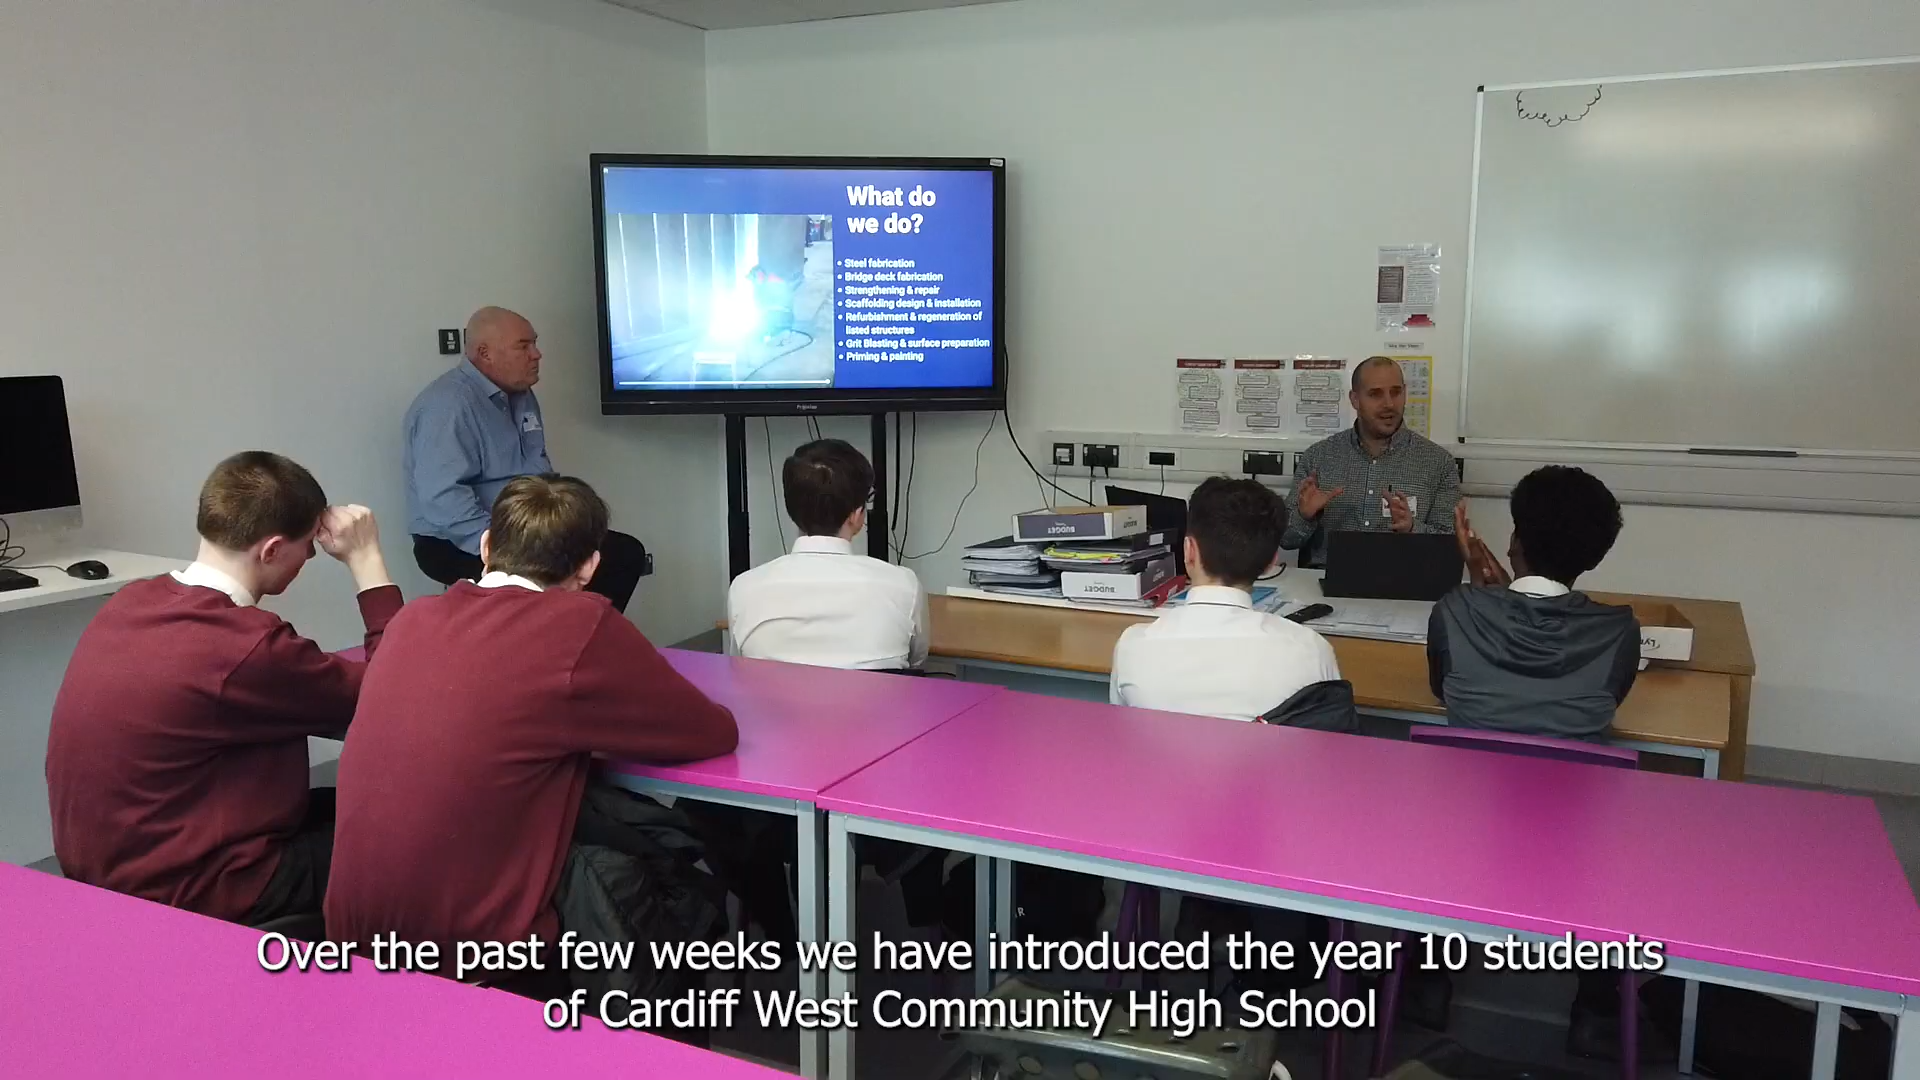 What do
we do?
• Steel fabrication
• Bridge deck fabrication
• Strengthening & repair
• Scaffolding design & installation
• Refurbishment & regeneration of
listed structures
• Grit Blasting & surface preparation
• Priming & painting
Promethean
BUDGET
BUDGET
Over the past few weeks we have introduced the year 10 students
of Cardiff West Community High School